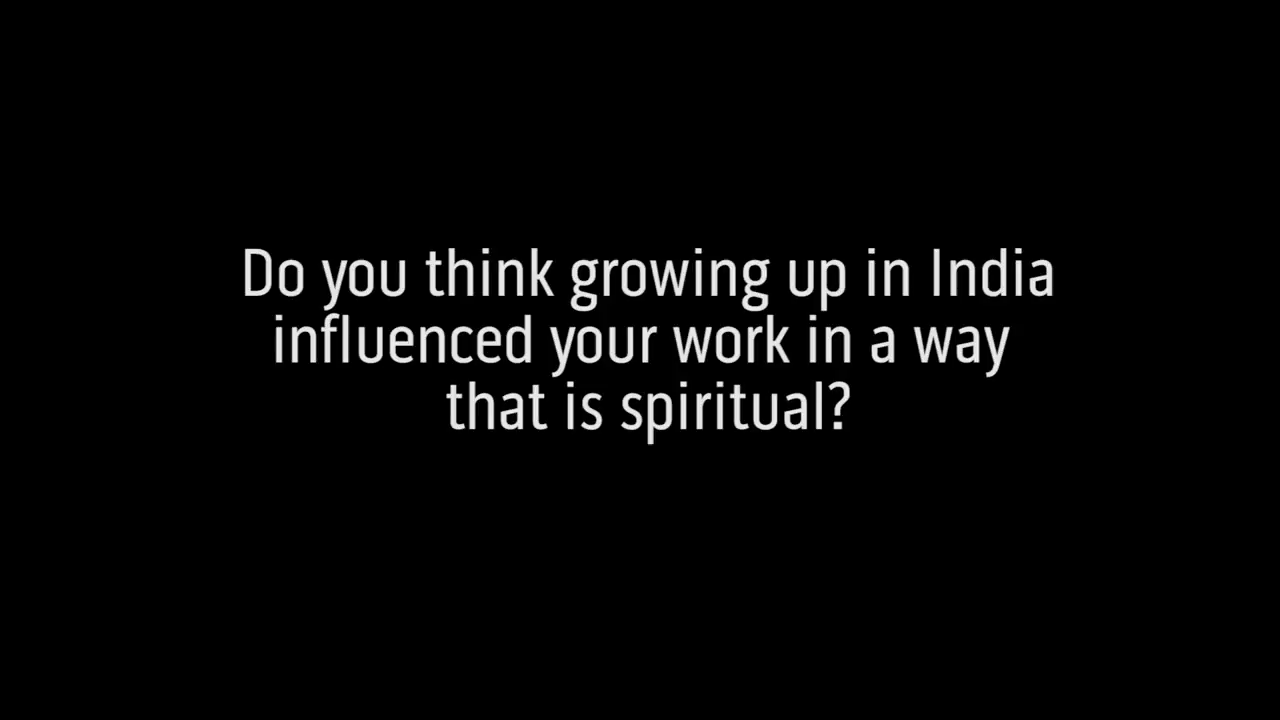 Do you think growing up in India
influenced your work in a way
that is spiritual?